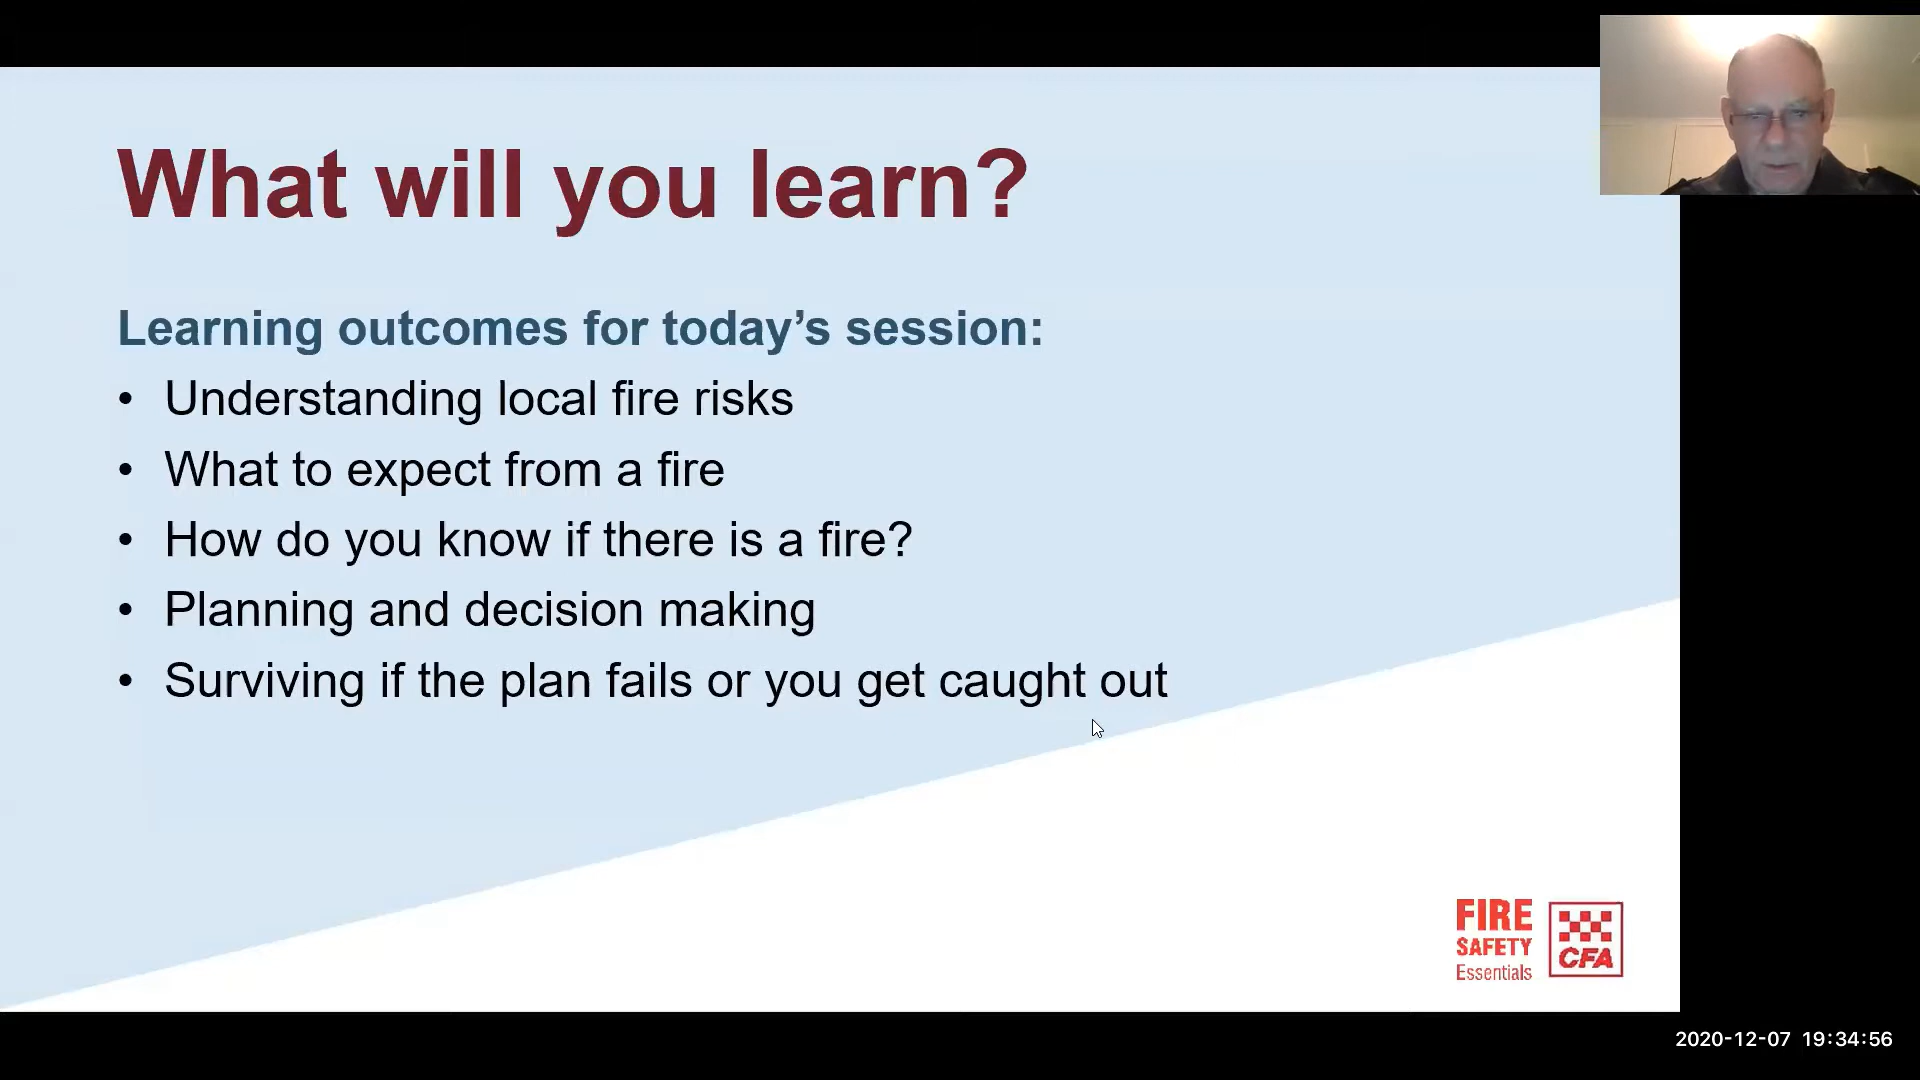 What will you learn?
Learning outcomes for today’s session:
• Understanding local fire risks
• What to expect from a fire
• How do you know if there is a fire?
• Planning and decision making
• Surviving if the plan fails or you get caught out
FIRE
SAFETY
Essentials
CFA
2020-12-07 19:34:56